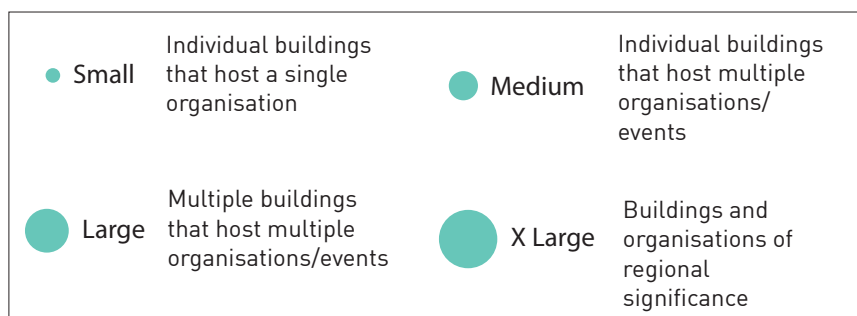 Small
Individual buildings
that host a single
organisation
Medium
Individual buildings
that host multiple
organisations/
events
Large
Multiple buildings
that host multiple
organisations/events
X Large
Buildings and
organisations of
regional
significance